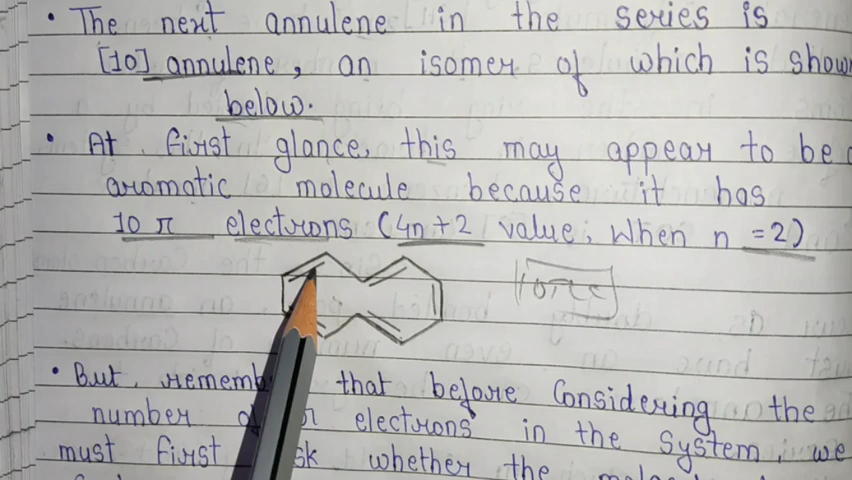 • The next annulene in the series is
[10] annulene, an isomer of which is show
below.
• At first glance, this may appear to be a
aromatic molecule because it has
10 π electrons (4n+2 value, when n =2)
• But, rememb that before Considering the
number of π electrons in the system, we
must first sk whether the